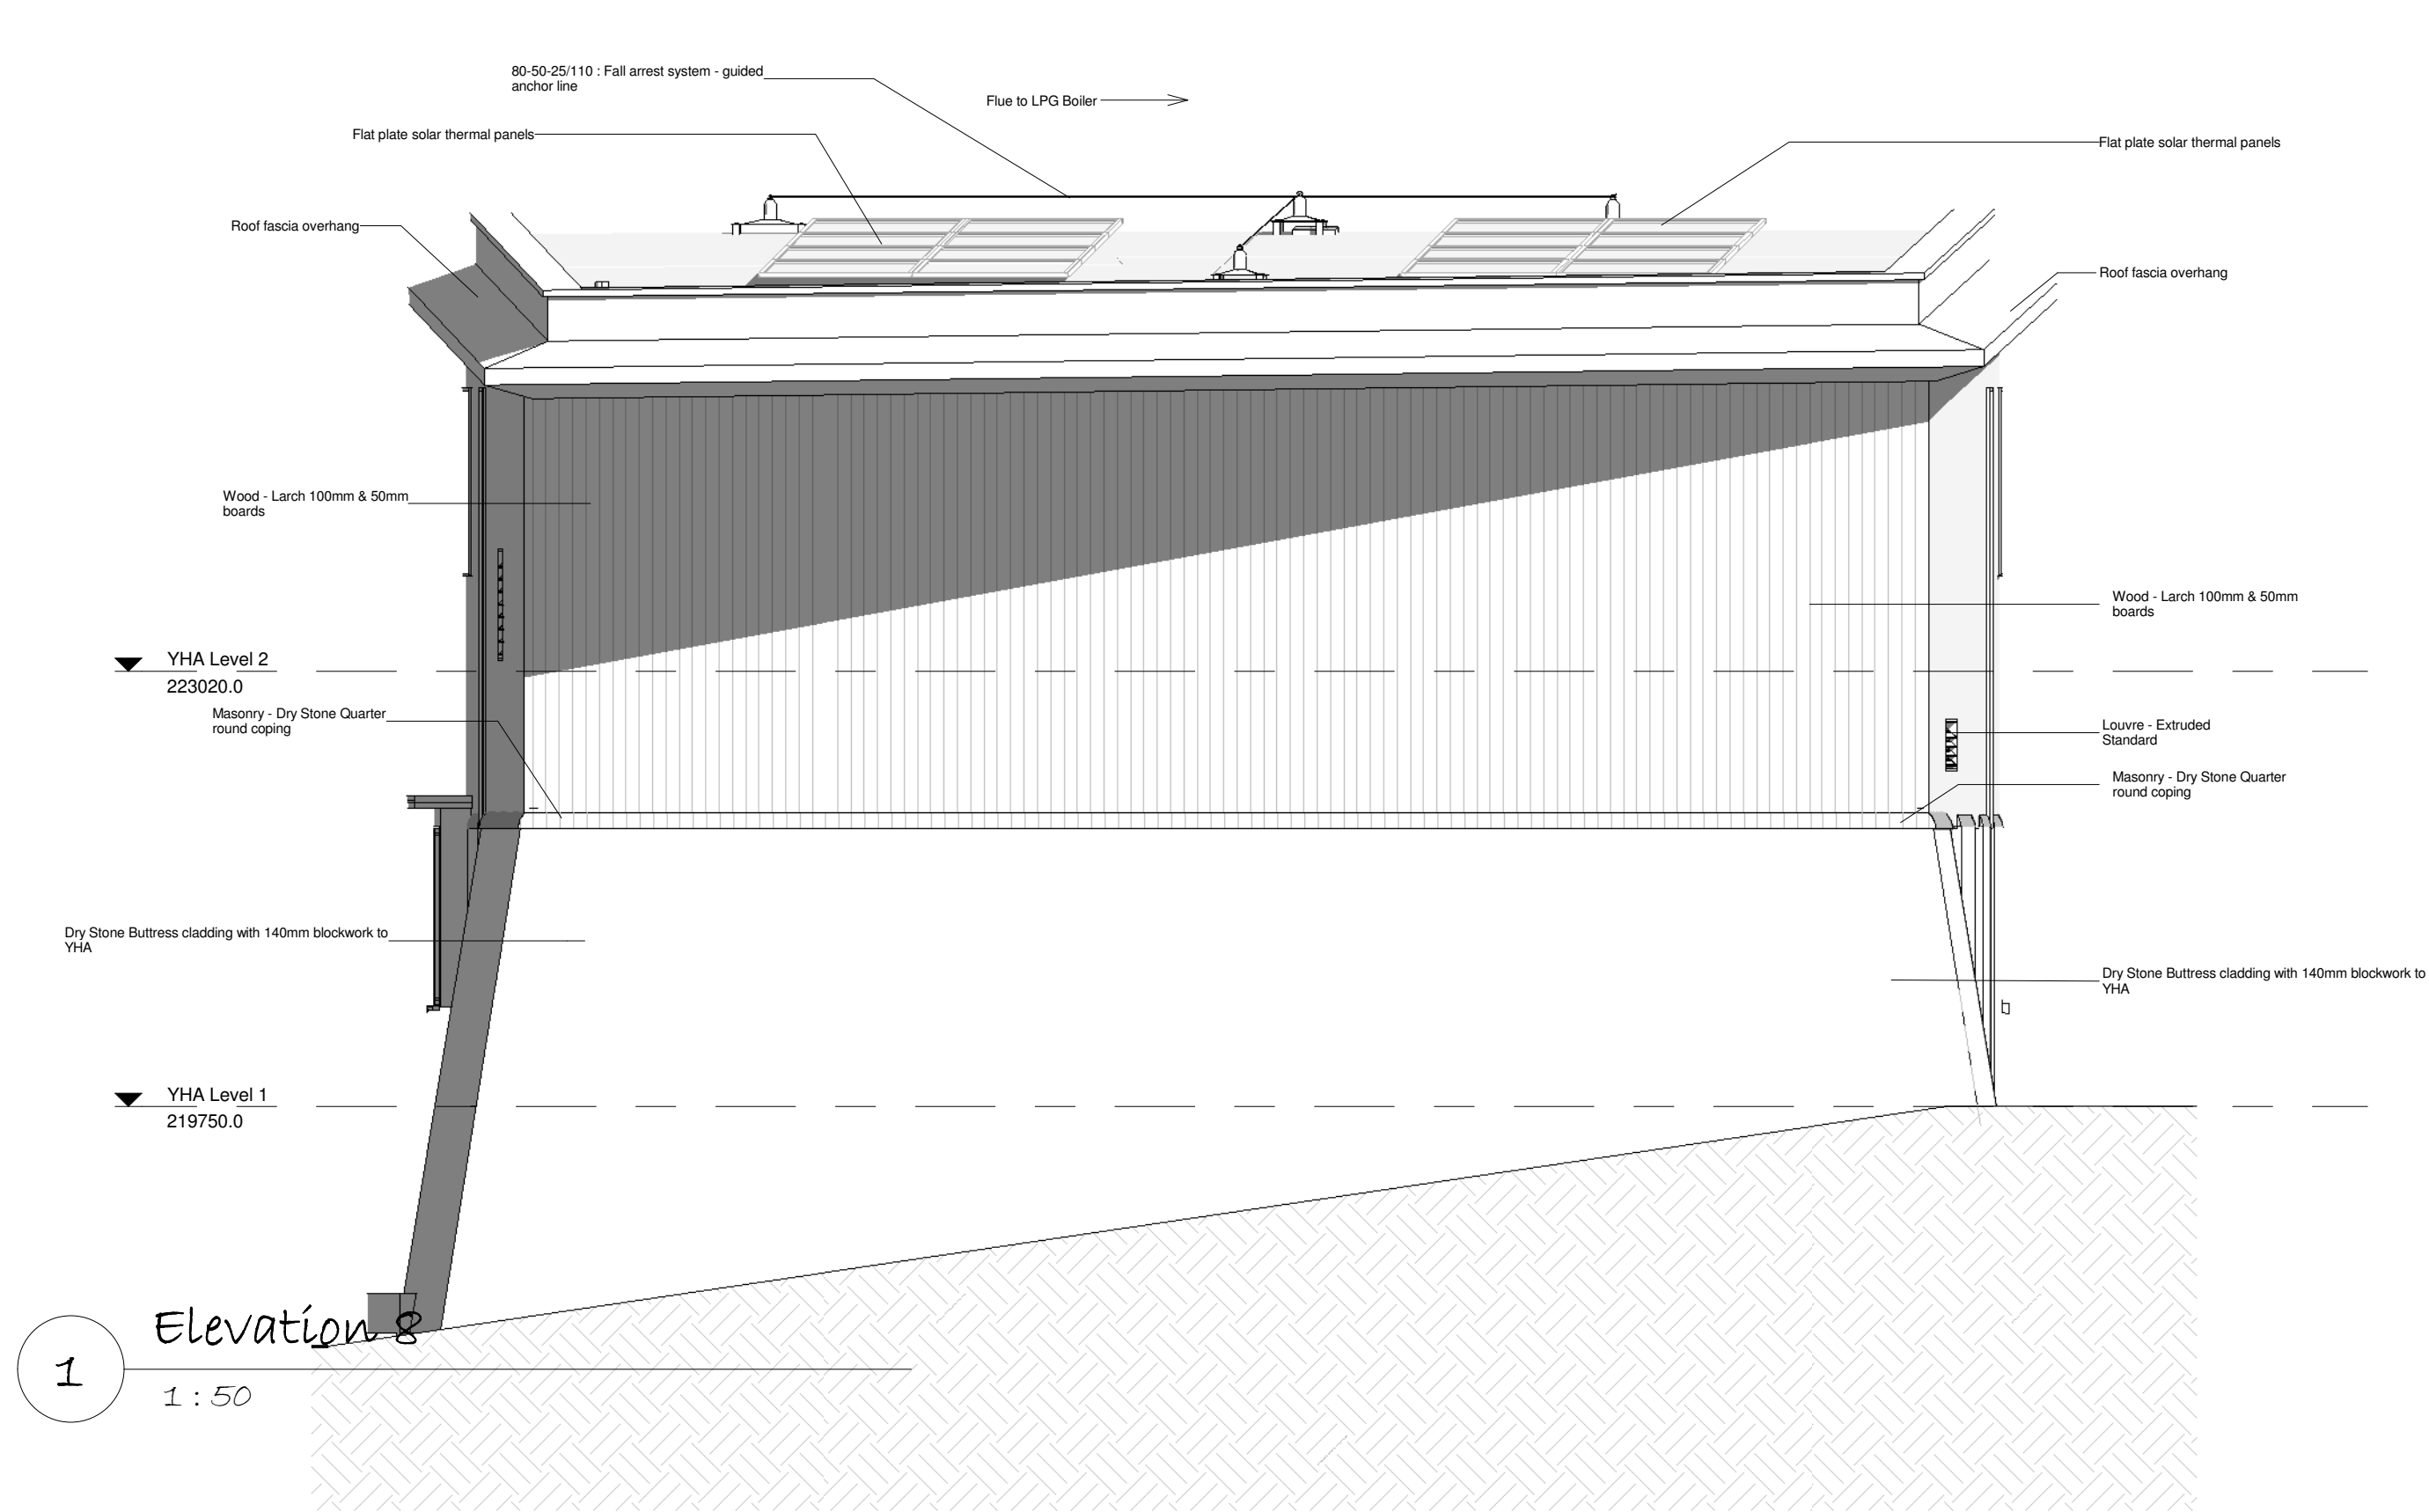 80-50-25/110 : Fall arrest system - guided
anchor line
Flue to LPG Boiler
Flat plate solar thermal panels
Flat plate solar thermal panels
Roof fascia overhang
Roof fascia overhang
Wood - Larch 100mm & 50mm
boards
Wood - Larch 100mm & 50mm
boards
YHA Level 2
223020.0
Masonry - Dry Stone Quarter
round coping
Louvre - Extruded
Standard
Masonry - Dry Stone Quarter
round coping
Dry Stone Buttress cladding with 140mm blockwork to
YHA
Dry Stone Buttress cladding with 140mm blockwork to
YHA
YHA Level 1
219750.0
Elevation 8
1
1 : 50